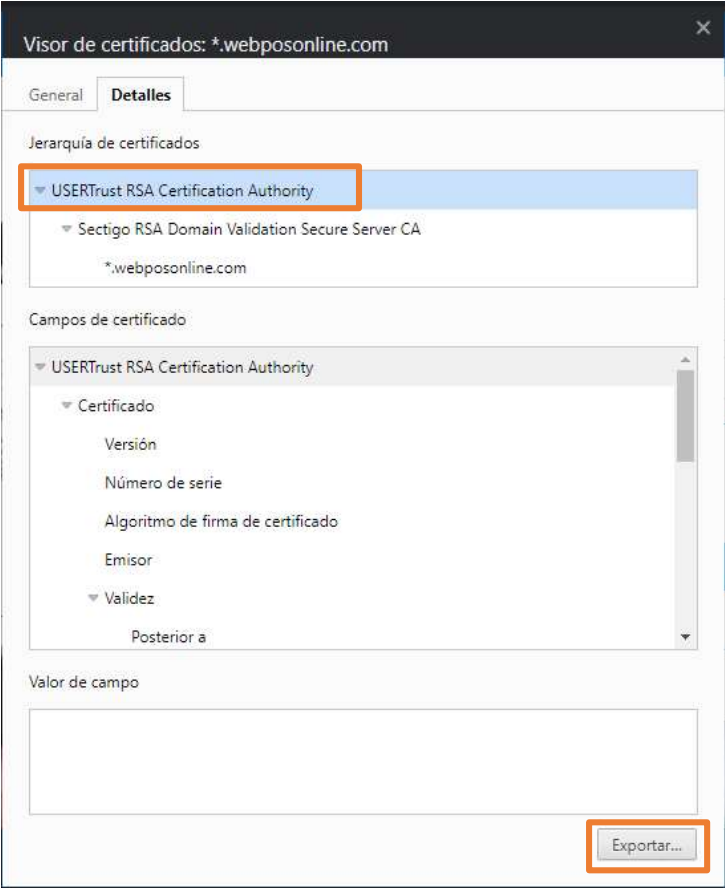 Visor de certificados: *.webposonline.com
General Detalles
Jerarquía de certificados
USERTrust RSA Certification Authority
Sectigo RSA Domain Validation Secure Server CA
*.webposonline.com
Campos de certificado
USERTrust RSA Certification Authority
Certificado
Versión
Número de serie
Algoritmo de firma de certificado
Emisor
Validez
Posterior a
Valor de campo
Exportar...